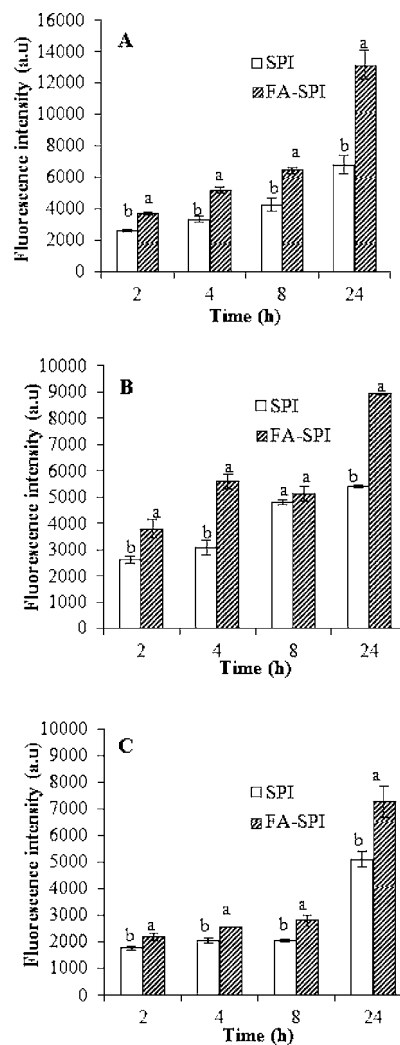 Fluorescence intensity (a.u)
16000
14000
12000
10000
8000
6000
4000
2000
0
A
SPI
FA-SPI
b a
b a
b a
b a
2 4 8 24
Time (h)
Fluorescence intensity (a.u)
10000
9000
8000
7000
6000
5000
4000
3000
2000
1000
0
B
SPI
FA-SPI
b a
b a
a a
b a
2 4 8 24
Time (h)
Fluorescence intensity (a.u)
10000
9000
8000
7000
6000
5000
4000
3000
2000
1000
0
C
SPI
FA-SPI
b a
b a
b a
b a
2 4 8 24
Time (h)